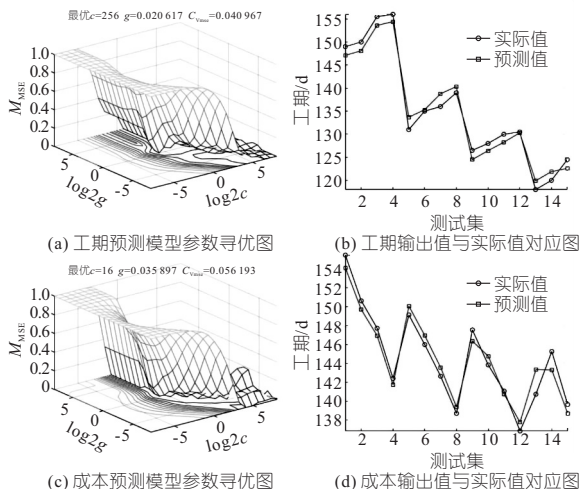 最优c=256 g=0.020 617 C_Vmse=0.040 967
M_MSE
1.0
0.8
0.6
0.4
0.2
0
5
0
-5
log2g
-5
0
5
log2c
(a) 工期预测模型参数寻优图
工期/d
155
150
145
140
135
130
125
120
实际值
预测值
2 4 6 8 10 12 14
测试集
(b) 工期输出值与实际值对应图
最优c=16 g=0.035 897 C_Vmse=0.056 193
M_MSE
1.0
0.8
0.6
0.4
0.2
0
5
0
-5
log2g
-5
0
5
log2c
(c) 成本预测模型参数寻优图
工期/d
154
152
150
148
146
144
142
140
138
实际值
预测值
2 4 6 8 10 12 14
测试集
(d) 成本输出值与实际值对应图